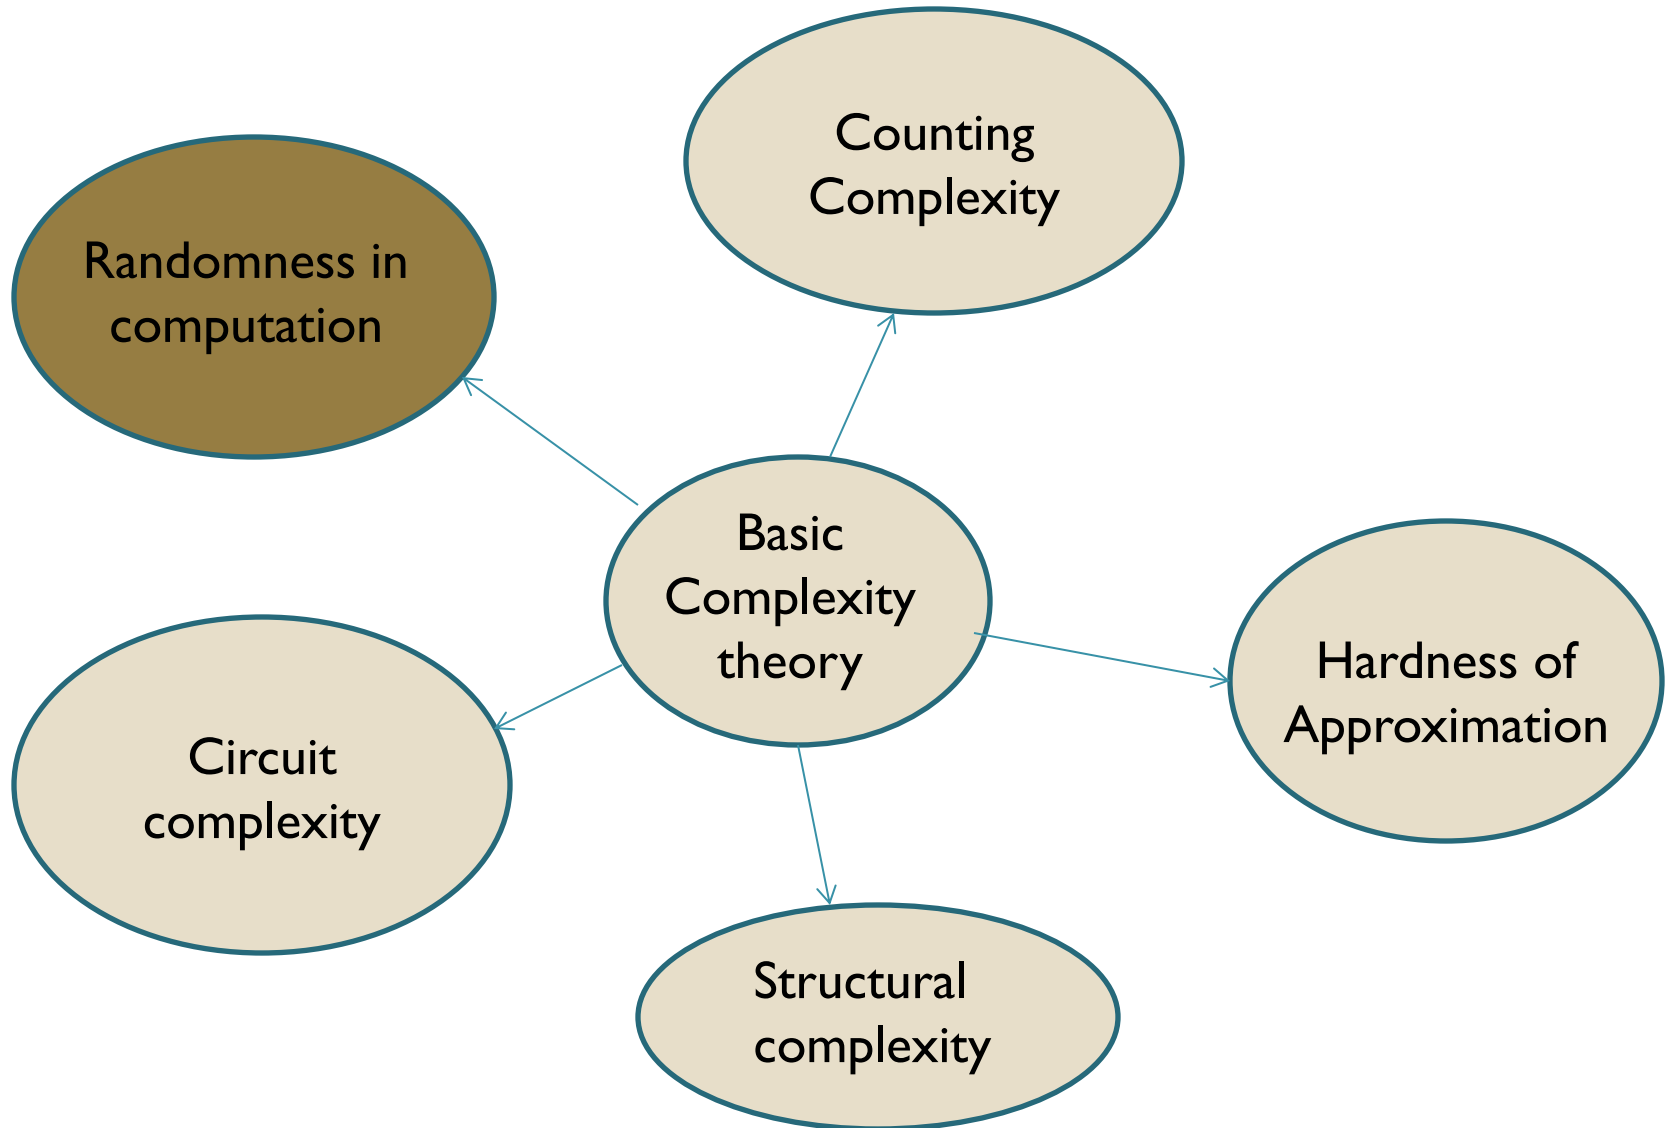 Counting
Complexity
Randomness in
computation
Basic
Complexity
theory
Hardness of
Approximation
Circuit
complexity
Structural
complexity